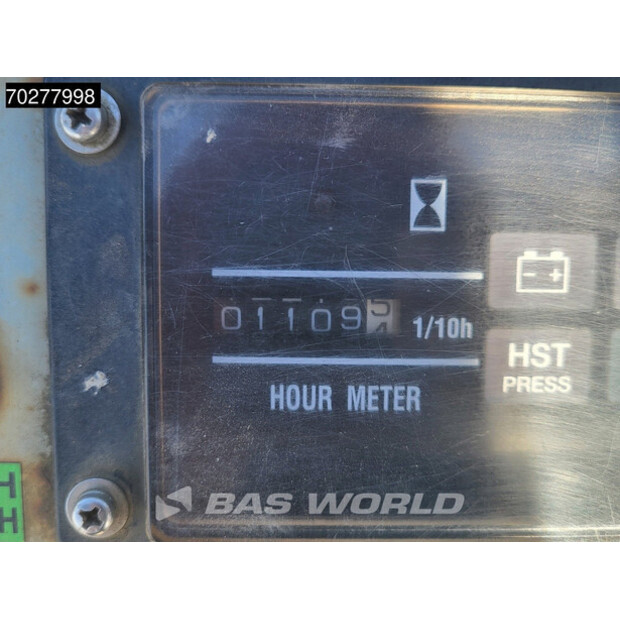 70277998
- +
01109 1/10h
HST
PRESS
HOUR METER
BAS WORLD